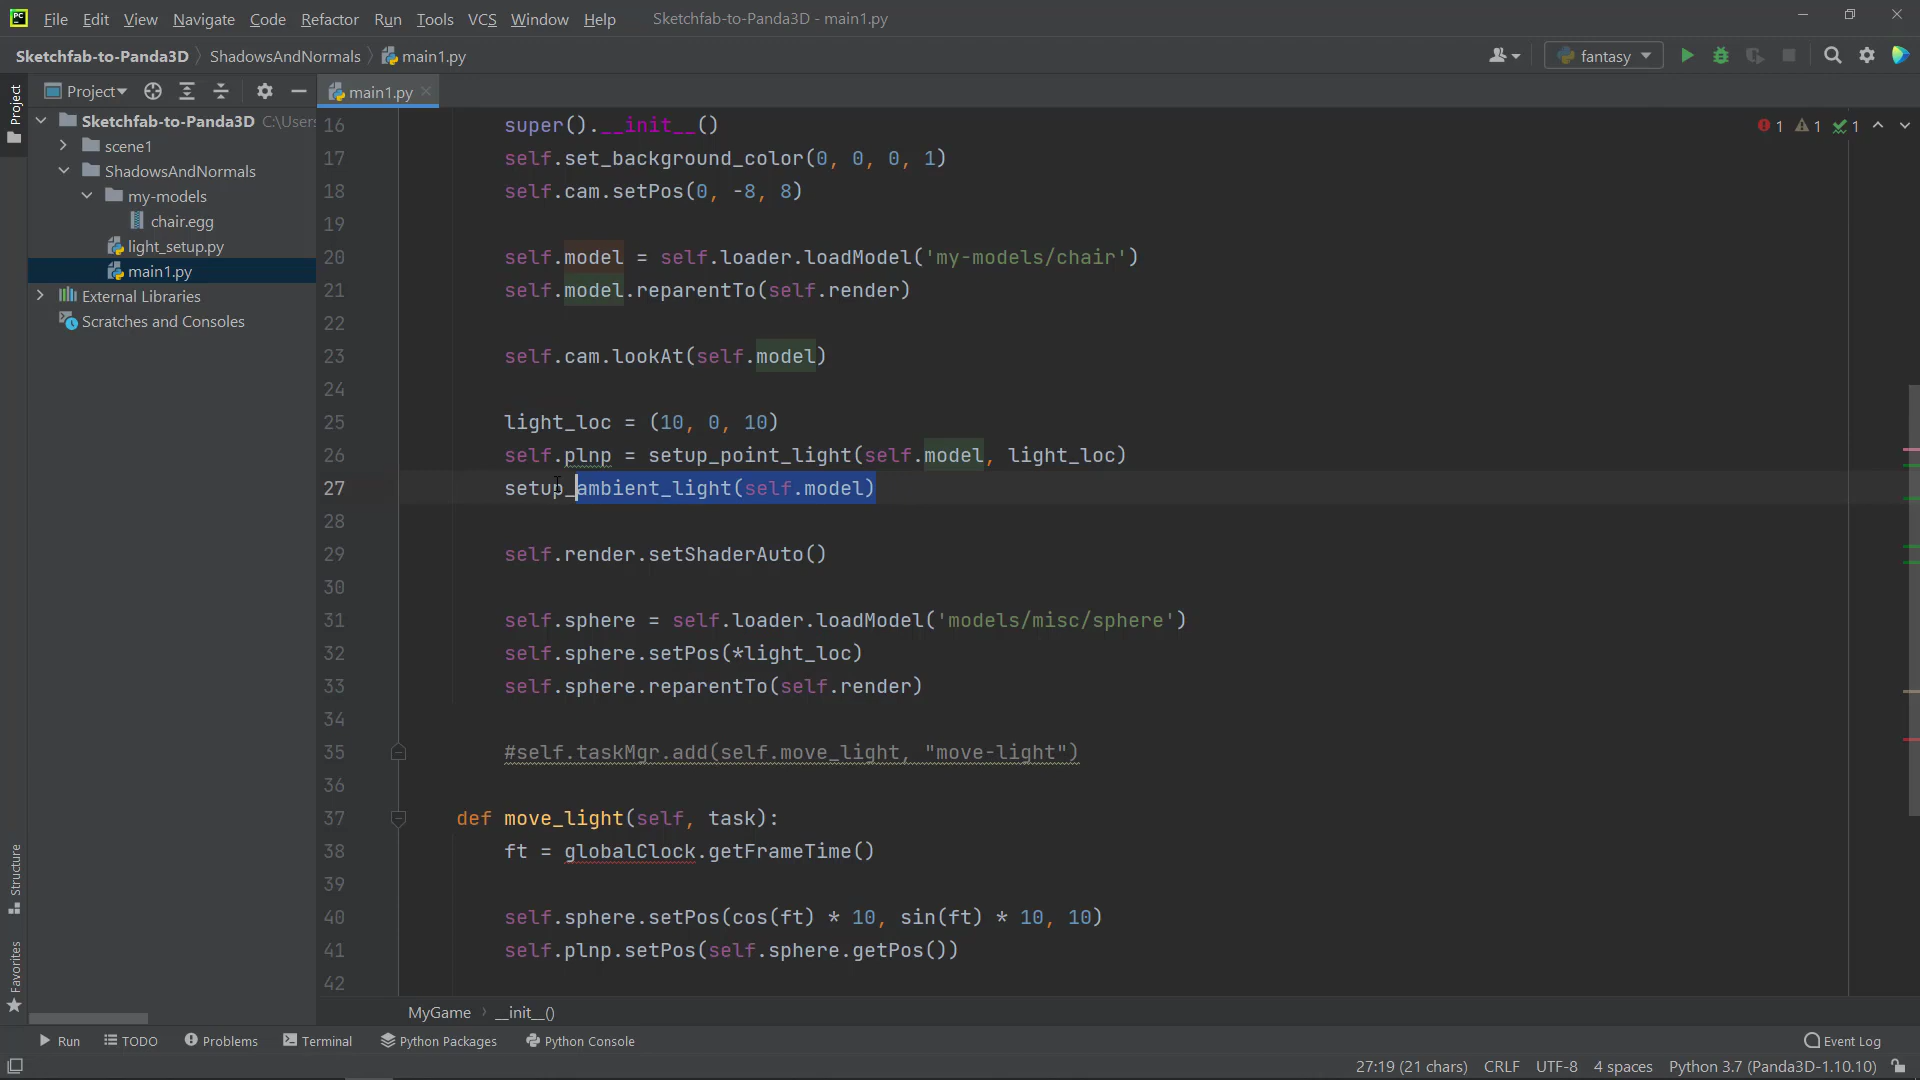 PC File Edit View Navigate Code Refactor Run Tools VCS Window Help Sketchfab-to-Panda3D - main1.py
Sketchfab-to-Panda3D ShadowsAndNormals main1.py fantasy
Project
Project main1.py
Sketchfab-to-Panda3D C:\Users
scene1
ShadowsAndNormals
my-models
chair.egg
light_setup.py
main1.py
External Libraries
Scratches and Consoles
1 1 1
16 super().__init__()
17 self.set_background_color(0, 0, 0, 1)
18 self.cam.setPos(0, -8, 8)
19
20 self.model = self.loader.loadModel('my-models/chair')
21 self.model.reparentTo(self.render)
22
23 self.cam.lookAt(self.model)
24
25 light_loc = (10, 0, 10)
26 self.plnp = setup_point_light(self.model, light_loc)
27 setup_ambient_light(self.model)
28
29 self.render.setShaderAuto()
30
31 self.sphere = self.loader.loadModel('models/misc/sphere')
32 self.sphere.setPos(*light_loc)
33 self.sphere.reparentTo(self.render)
34
35 #self.taskMgr.add(self.move_light, "move-light")
36
37 def move_light(self, task):
38 ft = globalClock.getFrameTime()
39
40 self.sphere.setPos(cos(ft) * 10, sin(ft) * 10, 10)
41 self.plnp.setPos(self.sphere.getPos())
42
Structure
Favorites
MyGame __init__()
Run TODO Problems Terminal Python Packages Python Console Event Log
27:19 (21 chars) CRLF UTF-8 4 spaces Python 3.7 (Panda3D-1.10.10)